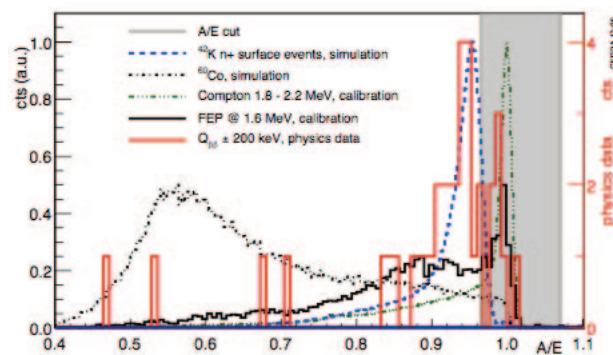 A/E cut
⁴²K n+ surface events, simulation
⁶⁰Co, simulation
Compton 1.8 - 2.2 MeV, calibration
FEP @ 1.6 MeV, calibration
Qββ ± 200 keV, physics data
cts (a.u.)
1.0
0.8
0.6
0.4
0.2
0.0
0.4
0.5
0.6
0.7
0.8
0.9
1.0
A/E
1.1
4
cts
2
physics data
0